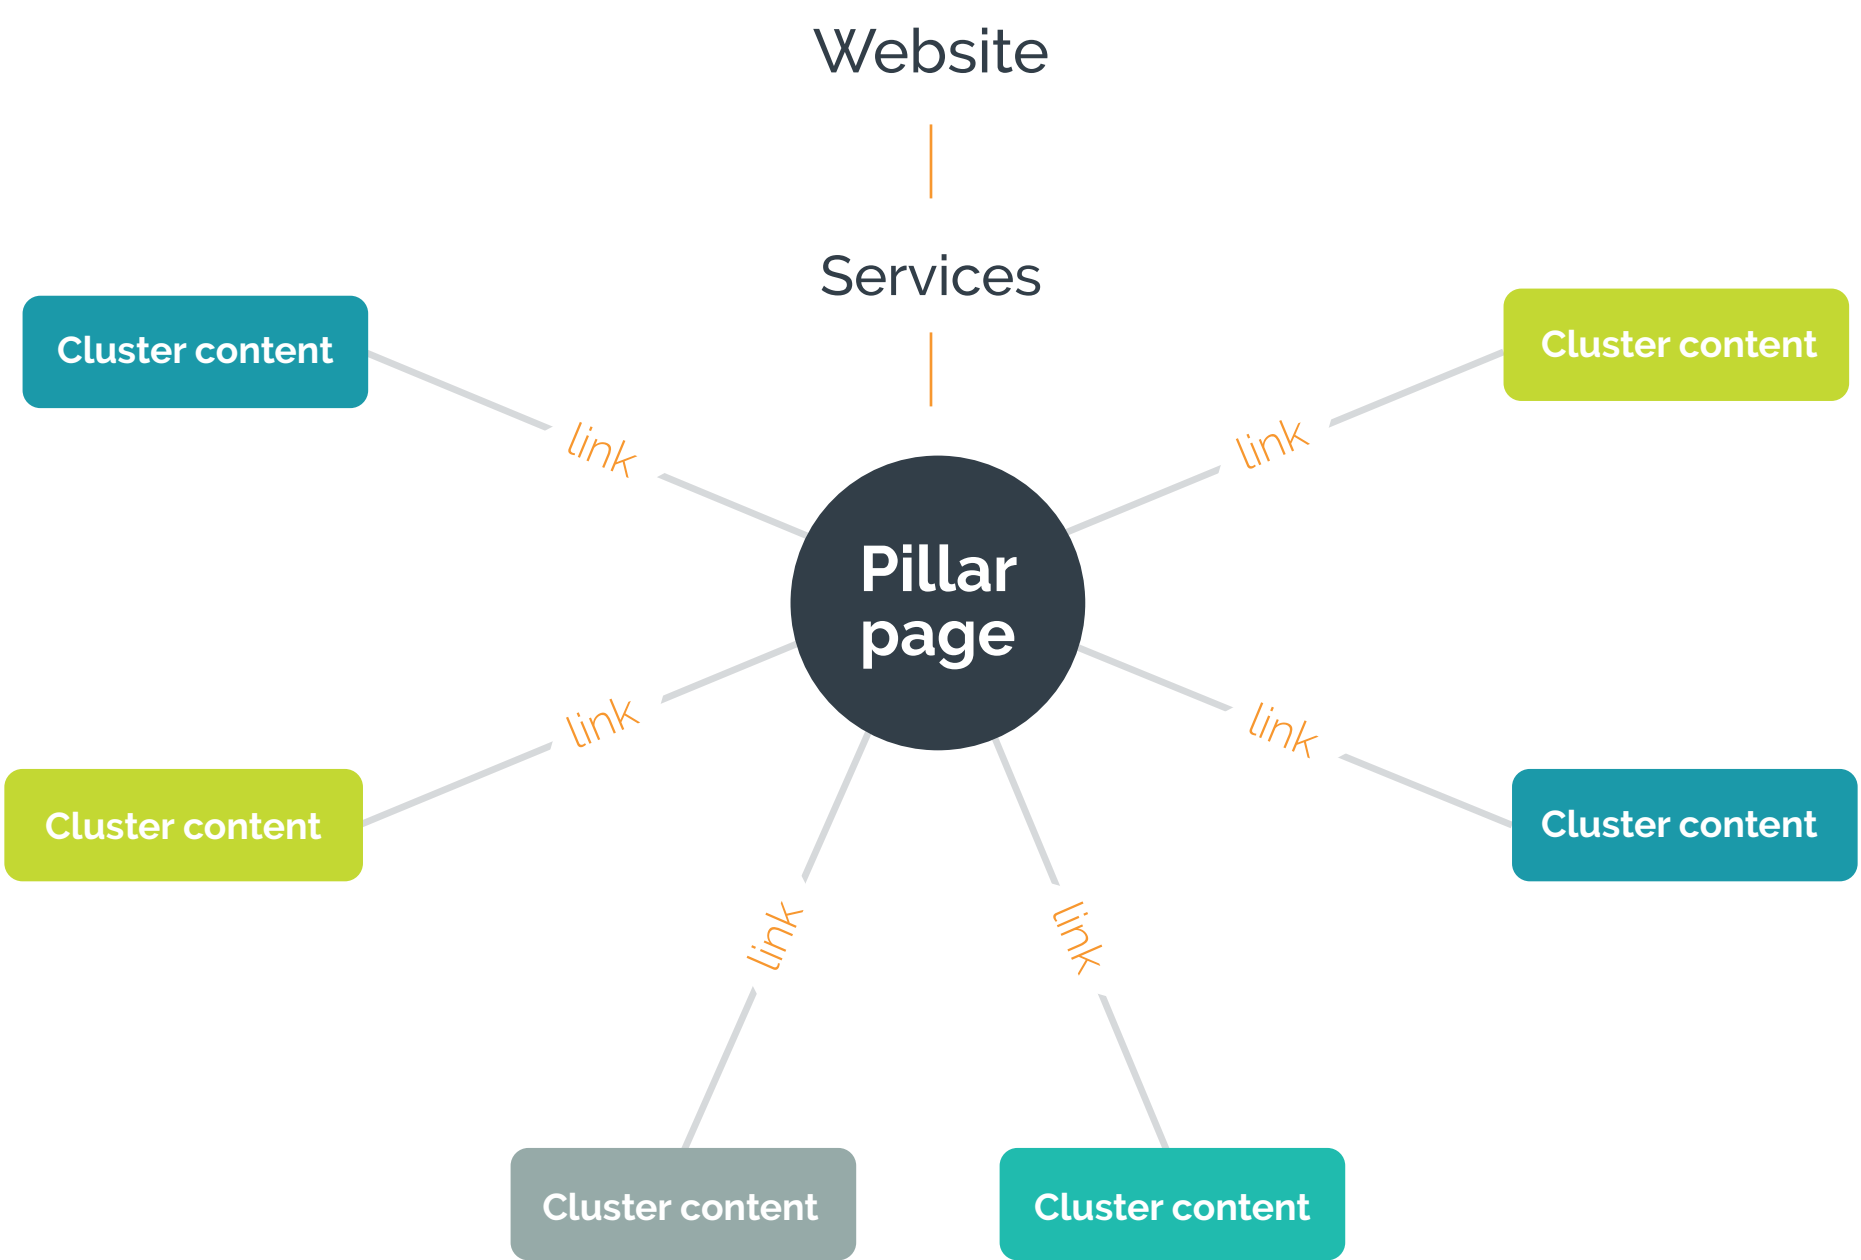 Website
Services
Cluster content
Cluster content
link
link
Pillar
page
link
link
Cluster content
Cluster content
link
link
Cluster content
Cluster content